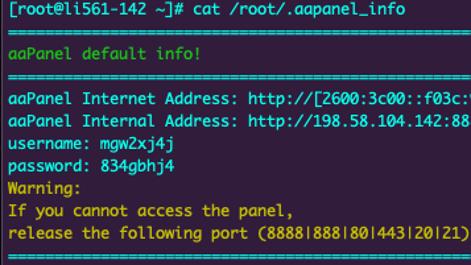 [root@li561-142 ~]# cat /root/.aapanel_info
==================================================
aaPanel default info!
==================================================
aaPanel Internet Address: http://[2600:3c00::f03c:
aaPanel Internal Address: http://198.58.104.142:88
username: mgw2xj4j
password: 834gbhj4
Warning:
If you cannot access the panel,
release the following port (8888|888|80|443|20|21)
==================================================